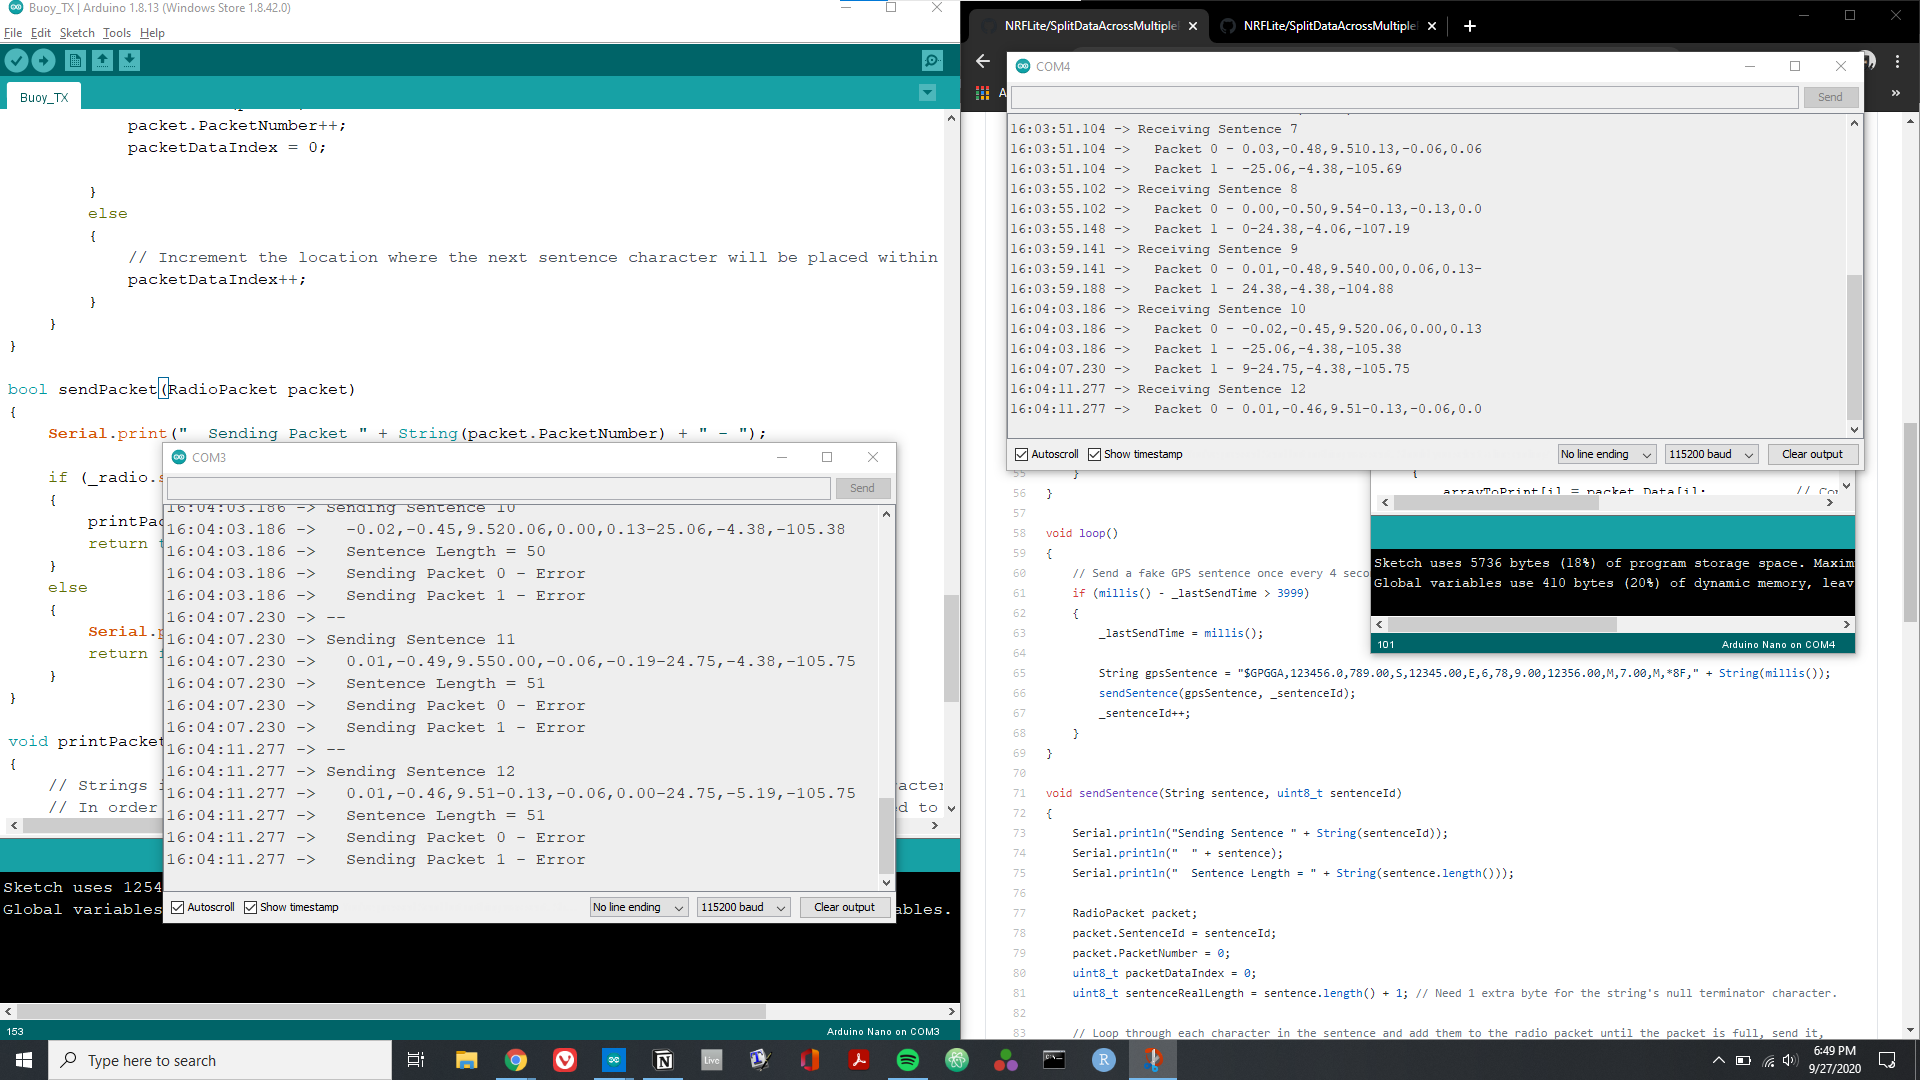 Buoy_TX | Arduino 1.8.13 (Windows Store 1.8.42.0)
File Edit Sketch Tools Help
Buoy_TX
packet.PacketNumber++;
packetDataIndex = 0;
}
else
{
// Increment the location where the next sentence character will be placed within
packetDataIndex++;
}
}
}
bool sendPacket(RadioPacket packet)
{
Serial.print("  Sending Packet " + String(packet.PacketNumber) + " - ");
if (_radio.s
{
printPac
return t
}
else
{
Serial.p
return f
}
}
void printPacket
{
// Strings i
acter
// In order
d to
Sketch uses 1254
Global variables
ables.
153
Arduino Nano on COM3
COM3
Send
16:04:03.186 -> Sending Sentence 10
16:04:03.186 ->   -0.02,-0.45,9.520.06,0.00,0.13-25.06,-4.38,-105.38
16:04:03.186 ->   Sentence Length = 50
16:04:03.186 ->   Sending Packet 0 - Error
16:04:03.186 ->   Sending Packet 1 - Error
16:04:07.230 -> --
16:04:07.230 -> Sending Sentence 11
16:04:07.230 ->   0.01,-0.49,9.550.00,-0.06,-0.19-24.75,-4.38,-105.75
16:04:07.230 ->   Sentence Length = 51
16:04:07.230 ->   Sending Packet 0 - Error
16:04:07.230 ->   Sending Packet 1 - Error
16:04:11.277 -> --
16:04:11.277 -> Sending Sentence 12
16:04:11.277 ->   0.01,-0.46,9.51-0.13,-0.06,0.00-24.75,-5.19,-105.75
16:04:11.277 ->   Sentence Length = 51
16:04:11.277 ->   Sending Packet 0 - Error
16:04:11.277 ->   Sending Packet 1 - Error
Autoscroll Show timestamp No line ending 115200 baud Clear output
NRFLite/SplitDataAcrossMultiple NRFLite/SplitDataAcrossMultiple
A
COM4
Send
16:03:51.104 -> Receiving Sentence 7
16:03:51.104 ->   Packet 0 - 0.03,-0.48,9.510.13,-0.06,0.06
16:03:51.104 ->   Packet 1 - -25.06,-4.38,-105.69
16:03:55.102 -> Receiving Sentence 8
16:03:55.102 ->   Packet 0 - 0.00,-0.50,9.54-0.13,-0.13,0.0
16:03:55.148 ->   Packet 1 - 0-24.38,-4.06,-107.19
16:03:59.141 -> Receiving Sentence 9
16:03:59.141 ->   Packet 0 - 0.01,-0.48,9.540.00,0.06,0.13-
16:03:59.188 ->   Packet 1 - 24.38,-4.38,-104.88
16:04:03.186 -> Receiving Sentence 10
16:04:03.186 ->   Packet 0 - -0.02,-0.45,9.520.06,0.00,0.13
16:04:03.186 ->   Packet 1 - -25.06,-4.38,-105.38
16:04:07.230 ->   Packet 1 - 9-24.75,-4.38,-105.75
16:04:11.277 -> Receiving Sentence 12
16:04:11.277 ->   Packet 0 - 0.01,-0.46,9.51-0.13,-0.06,0.0
Autoscroll Show timestamp No line ending 115200 baud Clear output
{
arrayToPrint[i] = packet.Data[i]; // Co
Sketch uses 5736 bytes (18%) of program storage space. Maxim
Global variables use 410 bytes (20%) of dynamic memory, leav
101
Arduino Nano on COM4
55 }
56 }
57
58 void loop()
59 {
60 // Send a fake GPS sentence once every 4 seco
61 if (millis() - _lastSendTime > 3999)
62 {
63 _lastSendTime = millis();
64
65 String gpsSentence = "$GPGGA,123456.0,789.00,S,12345.00,E,6,78,9.00,12356.00,M,7.00,M,*8F," + String(millis());
66 sendSentence(gpsSentence, _sentenceId);
67 _sentenceId++;
68 }
69 }
70
71 void sendSentence(String sentence, uint8_t sentenceId)
72 {
73 Serial.println("Sending Sentence " + String(sentenceId));
74 Serial.println("  " + sentence);
75 Serial.println("  Sentence Length = " + String(sentence.length()));
76
77 RadioPacket packet;
78 packet.SentenceId = sentenceId;
79 packet.PacketNumber = 0;
80 uint8_t packetDataIndex = 0;
81 uint8_t sentenceRealLength = sentence.length() + 1; // Need 1 extra byte for the string's null terminator character.
82
83 // Loop through each character in the sentence and add them to the radio packet until the packet is full, send it,
Type here to search
Live
6:49 PM
9/27/2020